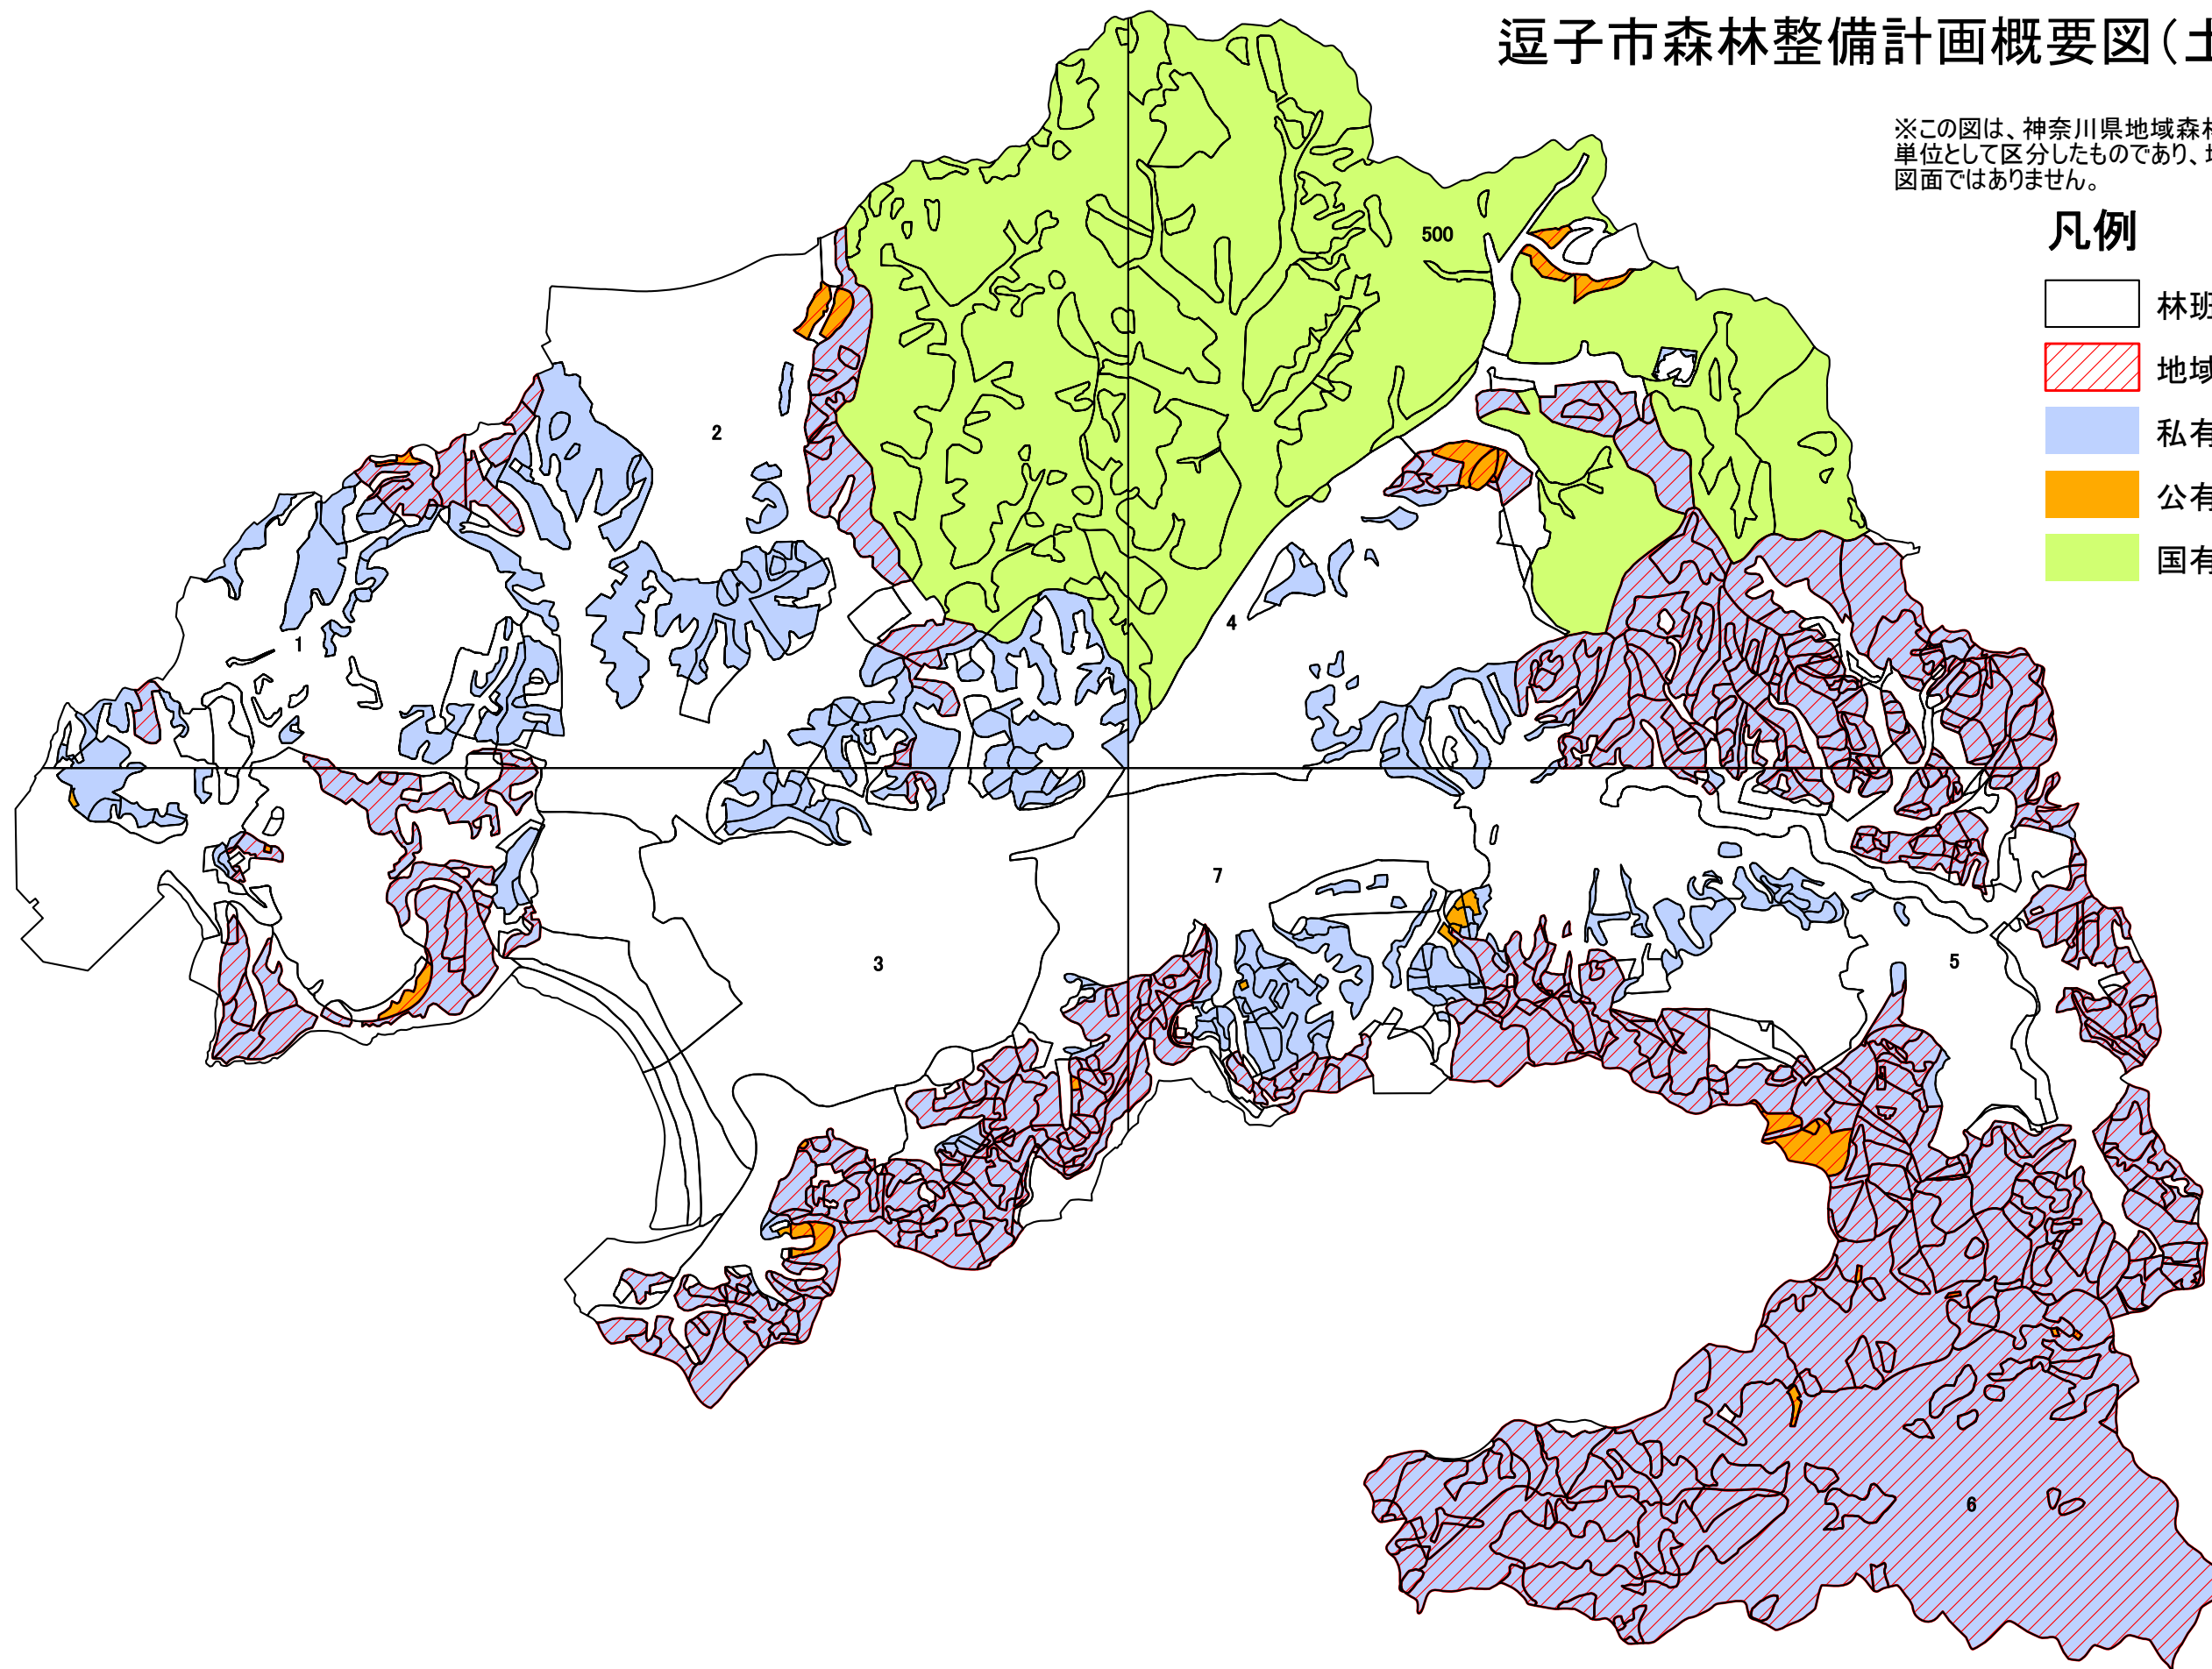 逗子市森林整備計画概要図(土
※この図は、神奈川県地域森林
単位として区分したものであり、地
図面ではありません。
凡例
林班
地域
私有
公有
国有
500
2
4
1
7
3
5
6